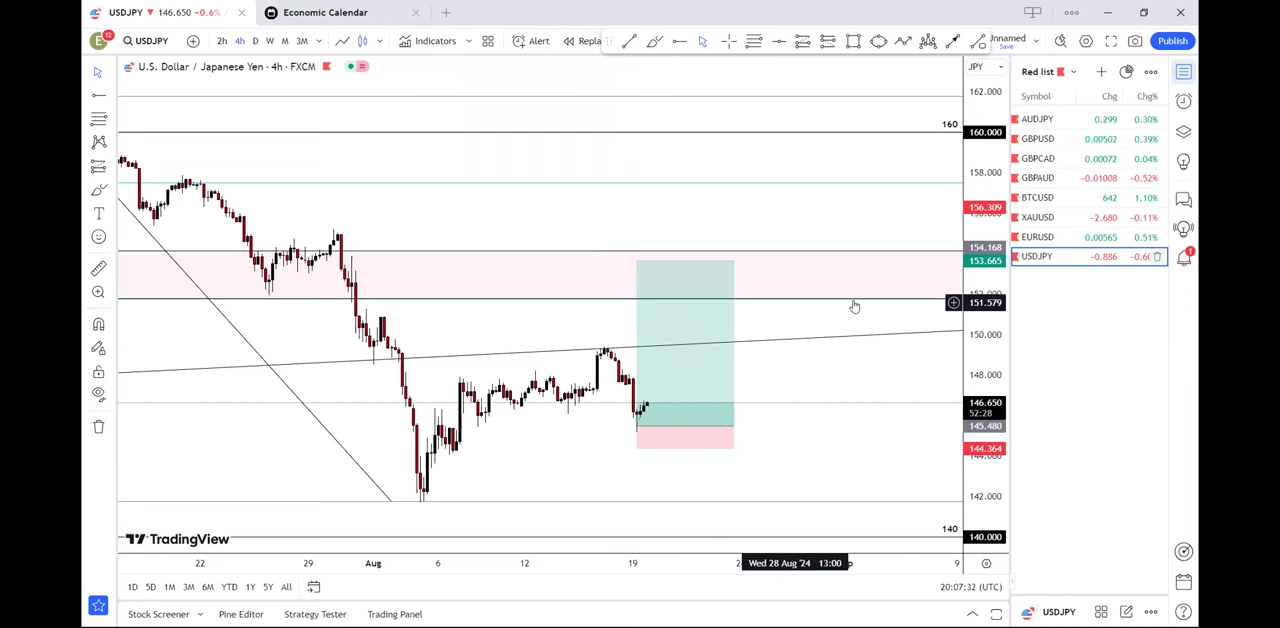 USDJPY ▼ 146.650 −0.6%
Economic Calendar
E 12
USDJPY 2h 4h D W M 3M Indicators Alert Repla Unnamed
Save
Publish
U.S. Dollar / Japanese Yen · 4h · FXCM
JPY
162.000
160
160.000
158.000
156.309
154.168
153.665
151.579
150.000
148.000
146.650
52:28
145.480
144.364
142.000
140
140.000
TradingView
22 29 Aug 6 12 19 Wed 28 Aug '24 13:00 9
1D 5D 1M 3M 6M YTD 1Y 5Y All
20:07:32 (UTC)
Stock Screener Pine Editor Strategy Tester Trading Panel
Red list
Symbol Chg Chg%
AUDJPY 0.299 0.30%
GBPUSD 0.00502 0.39%
GBPCAD 0.00072 0.04%
GBPAUD −0.01008 −0.52%
BTCUSD 642 1.10%
XAUUSD −2.680 −0.11%
EURUSD 0.00565 0.51%
USDJPY −0.886
1
USDJPY